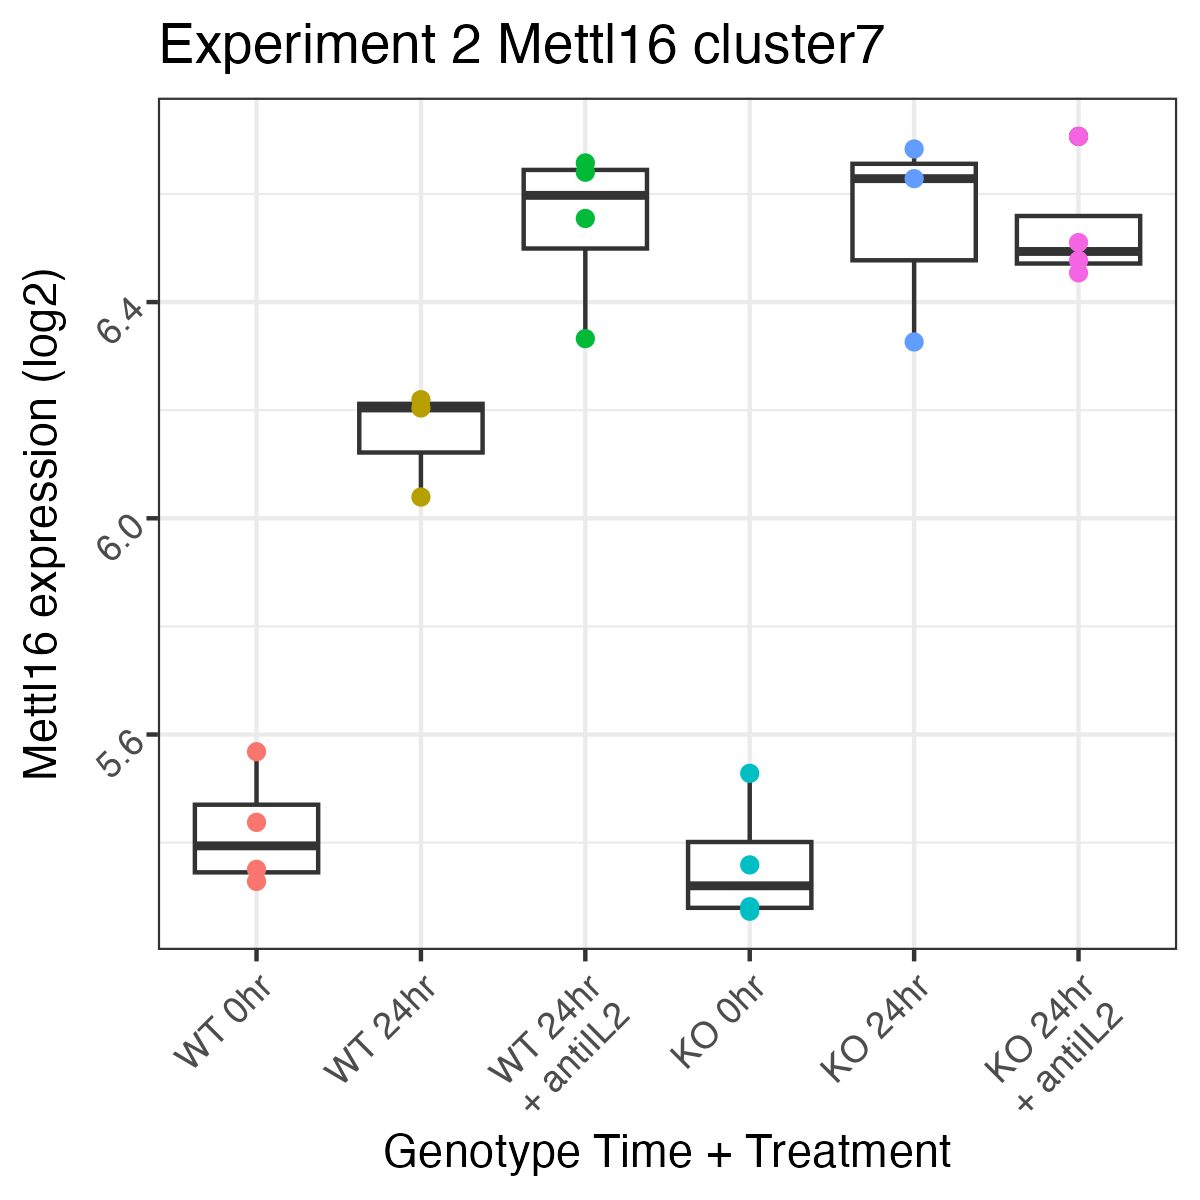 Experiment 2 Mettl16 cluster7
Mettl16 expression (log2)
6.4
6.0
5.6
WT 0hr
WT 24hr
WT 24hr
+ antiIL2
KO 0hr
KO 24hr
KO 24hr
+ antiIL2
Genotype Time + Treatment